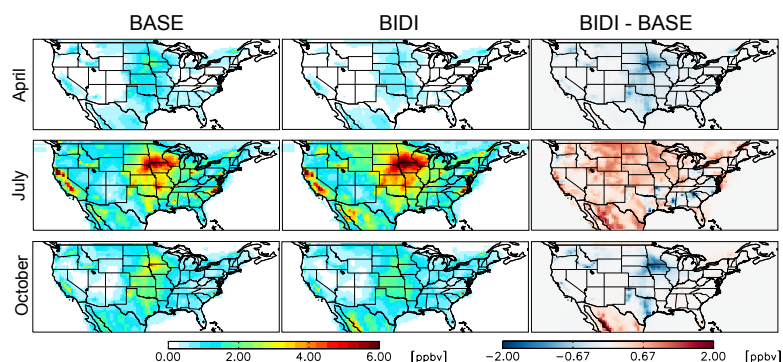 BASE BIDI BIDI - BASE
April
July
October
0.00 2.00 4.00 6.00 [ppbv] -2.00 -0.67 0.67 2.00 [ppbv]